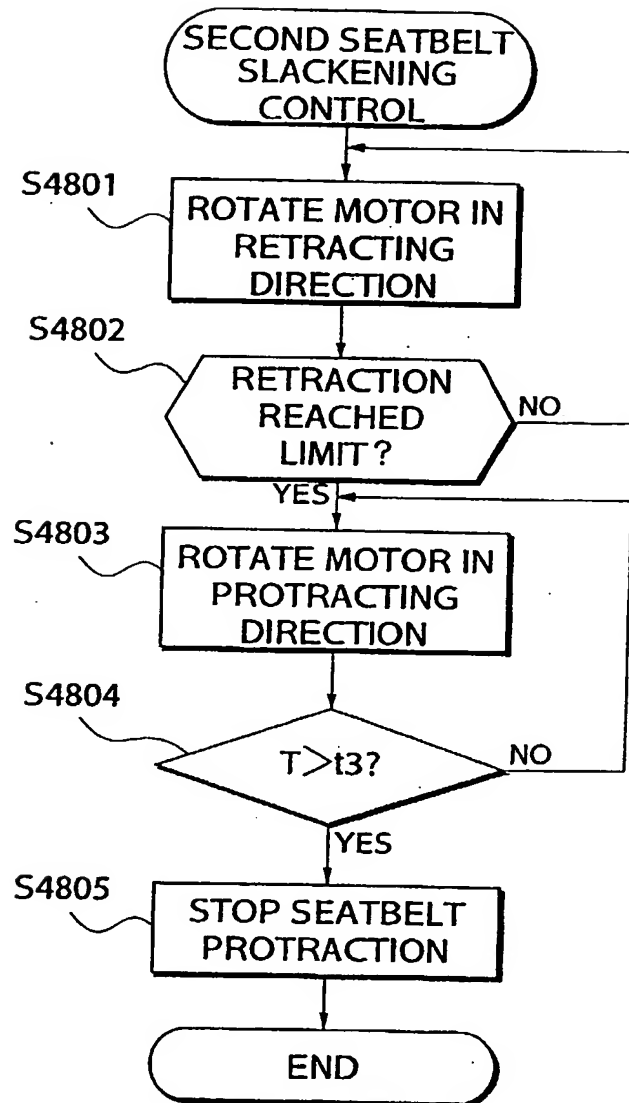 SECOND SEATBELT
SLACKENING
CONTROL
S4801
ROTATE MOTOR IN
RETRACTING
DIRECTION
S4802
RETRACTION
REACHED
LIMIT?
NO
YES
S4803
ROTATE MOTOR IN
PROTRACTING
DIRECTION
S4804
T>t3?
NO
YES
S4805
STOP SEATBELT
PROTRACTION
END